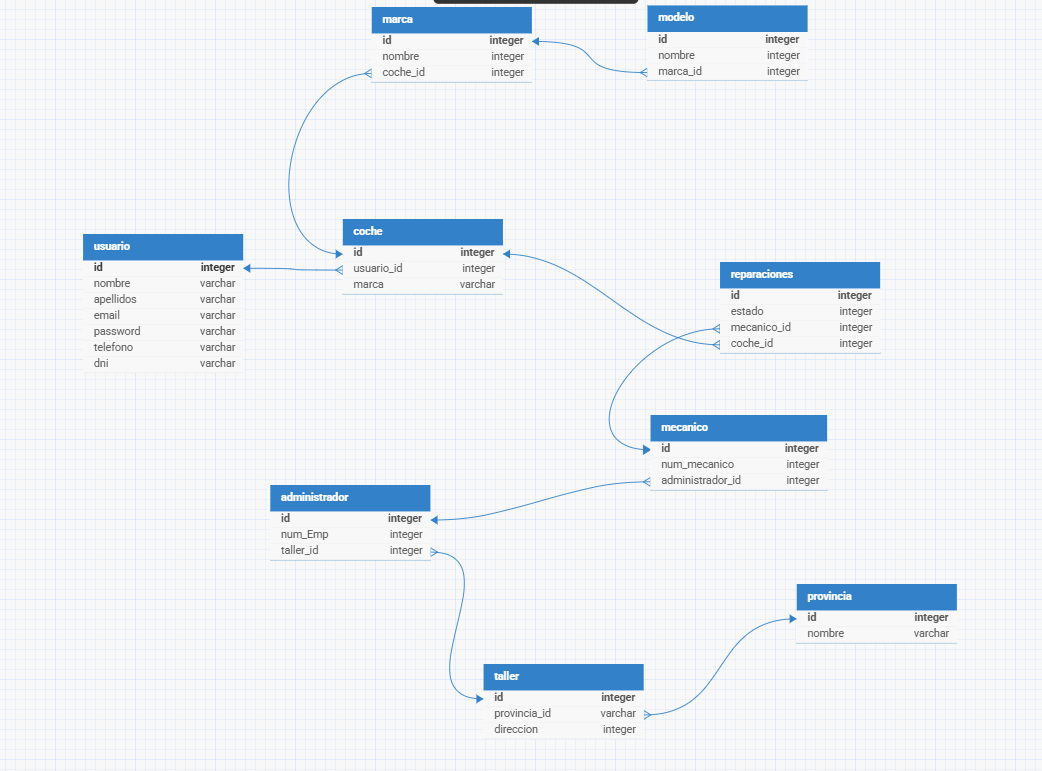 marca
id integer
nombre integer
coche_id integer
modelo
id integer
nombre integer
marca_id integer
usuario
id integer
nombre varchar
apellidos varchar
email varchar
password varchar
telefono varchar
dni varchar
coche
id integer
usuario_id integer
marca varchar
reparaciones
id integer
estado integer
mecanico_id integer
coche_id integer
mecanico
id integer
num_mecanico integer
administrador_id integer
administrador
id integer
num_Emp integer
taller_id integer
provincia
id integer
nombre varchar
taller
id integer
provincia_id varchar
direccion integer